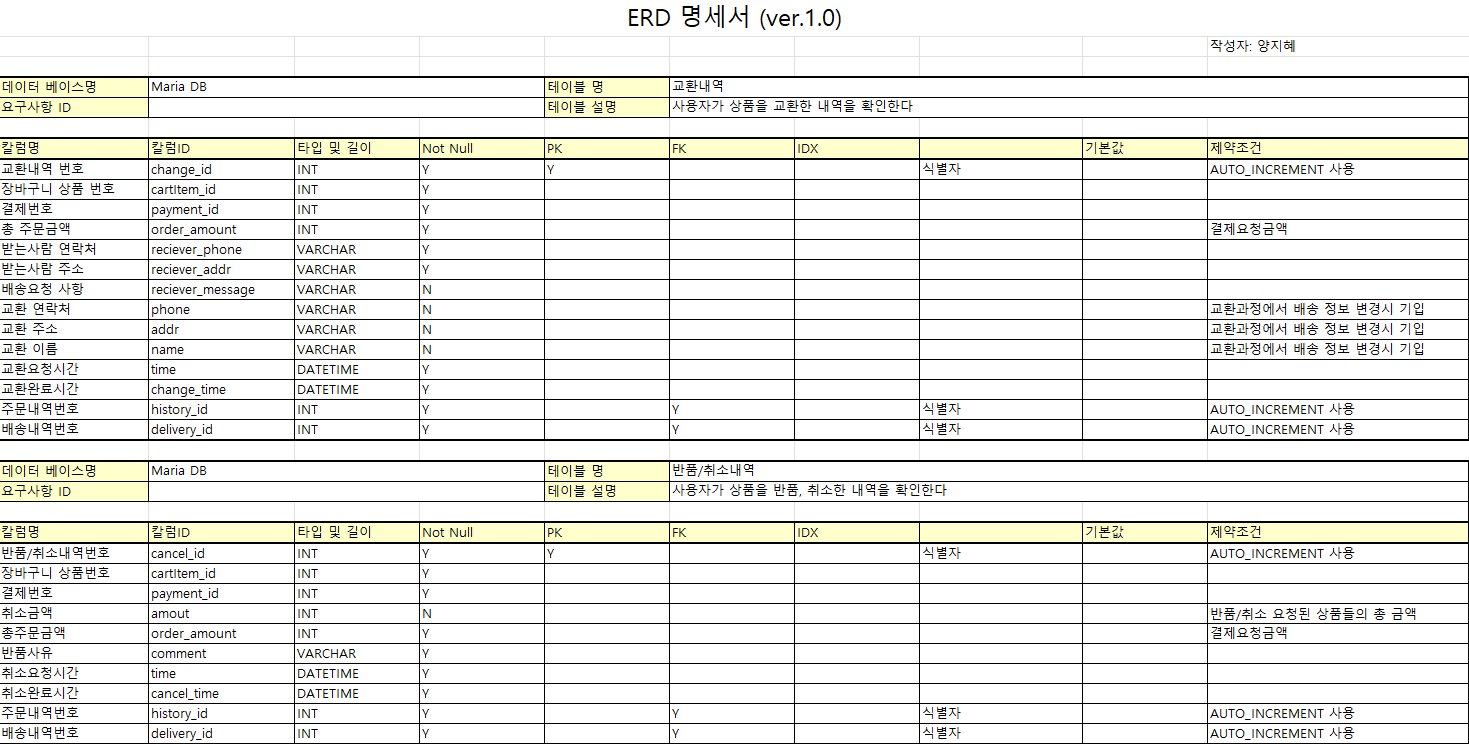 ERD 명세서 (ver.1.0)
작성자: 양지혜
데이터 베이스명 Maria DB 테이블 명 교환내역
요구사항 ID 테이블 설명 사용자가 상품을 교환한 내역을 확인한다
칼럼명 칼럼ID 타입 및 길이 Not Null PK FK IDX 기본값 제약조건
교환내역 번호 change_id INT Y Y 식별자 AUTO_INCREMENT 사용
장바구니 상품 번호 cartItem_id INT Y
결제번호 payment_id INT Y
총 주문금액 order_amount INT Y 결제요청금액
받는사람 연락처 reciever_phone VARCHAR Y
받는사람 주소 reciever_addr VARCHAR Y
배송요청 사항 reciever_message VARCHAR N
교환 연락처 phone VARCHAR N 교환과정에서 배송 정보 변경시 기입
교환 주소 addr VARCHAR N 교환과정에서 배송 정보 변경시 기입
교환 이름 name VARCHAR N 교환과정에서 배송 정보 변경시 기입
교환요청시간 time DATETIME Y
교환완료시간 change_time DATETIME Y
주문내역번호 history_id INT Y Y 식별자 AUTO_INCREMENT 사용
배송내역번호 delivery_id INT Y Y 식별자 AUTO_INCREMENT 사용
데이터 베이스명 Maria DB 테이블 명 반품/취소내역
요구사항 ID 테이블 설명 사용자가 상품을 반품, 취소한 내역을 확인한다
칼럼명 칼럼ID 타입 및 길이 Not Null PK FK IDX 기본값 제약조건
반품/취소내역번호 cancel_id INT Y Y 식별자 AUTO_INCREMENT 사용
장바구니 상품번호 cartItem_id INT Y
결제번호 payment_id INT Y
취소금액 amout INT N 반품/취소 요청된 상품들의 총 금액
총주문금액 order_amount INT Y 결제요청금액
반품사유 comment VARCHAR Y
취소요청시간 time DATETIME Y
취소완료시간 cancel_time DATETIME Y
주문내역번호 history_id INT Y Y 식별자 AUTO_INCREMENT 사용
배송내역번호 delivery_id INT Y Y 식별자 AUTO_INCREMENT 사용